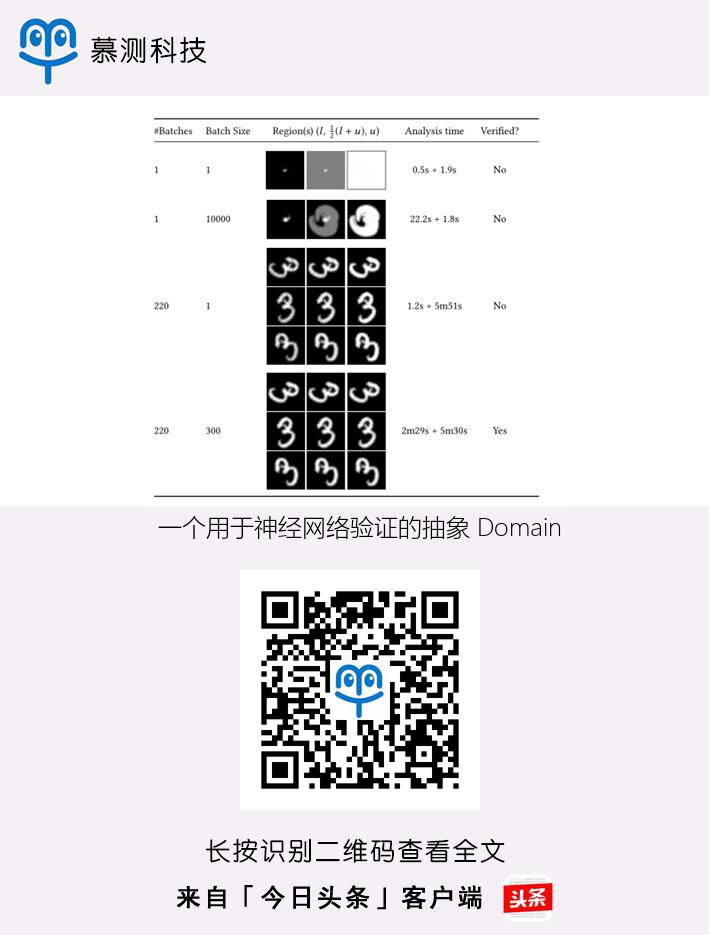 慕测科技
#Batches Batch Size Region(s) (l, ½(l + u), u) Analysis time Verified?
1 1 0.5s + 1.9s No
1 10000 22.2s + 1.8s No
220 1 1.2s + 5m51s No
220 300 2m29s + 5m30s Yes
一个用于神经网络验证的抽象 Domain
长按识别二维码查看全文
来自「今日头条」客户端 头条